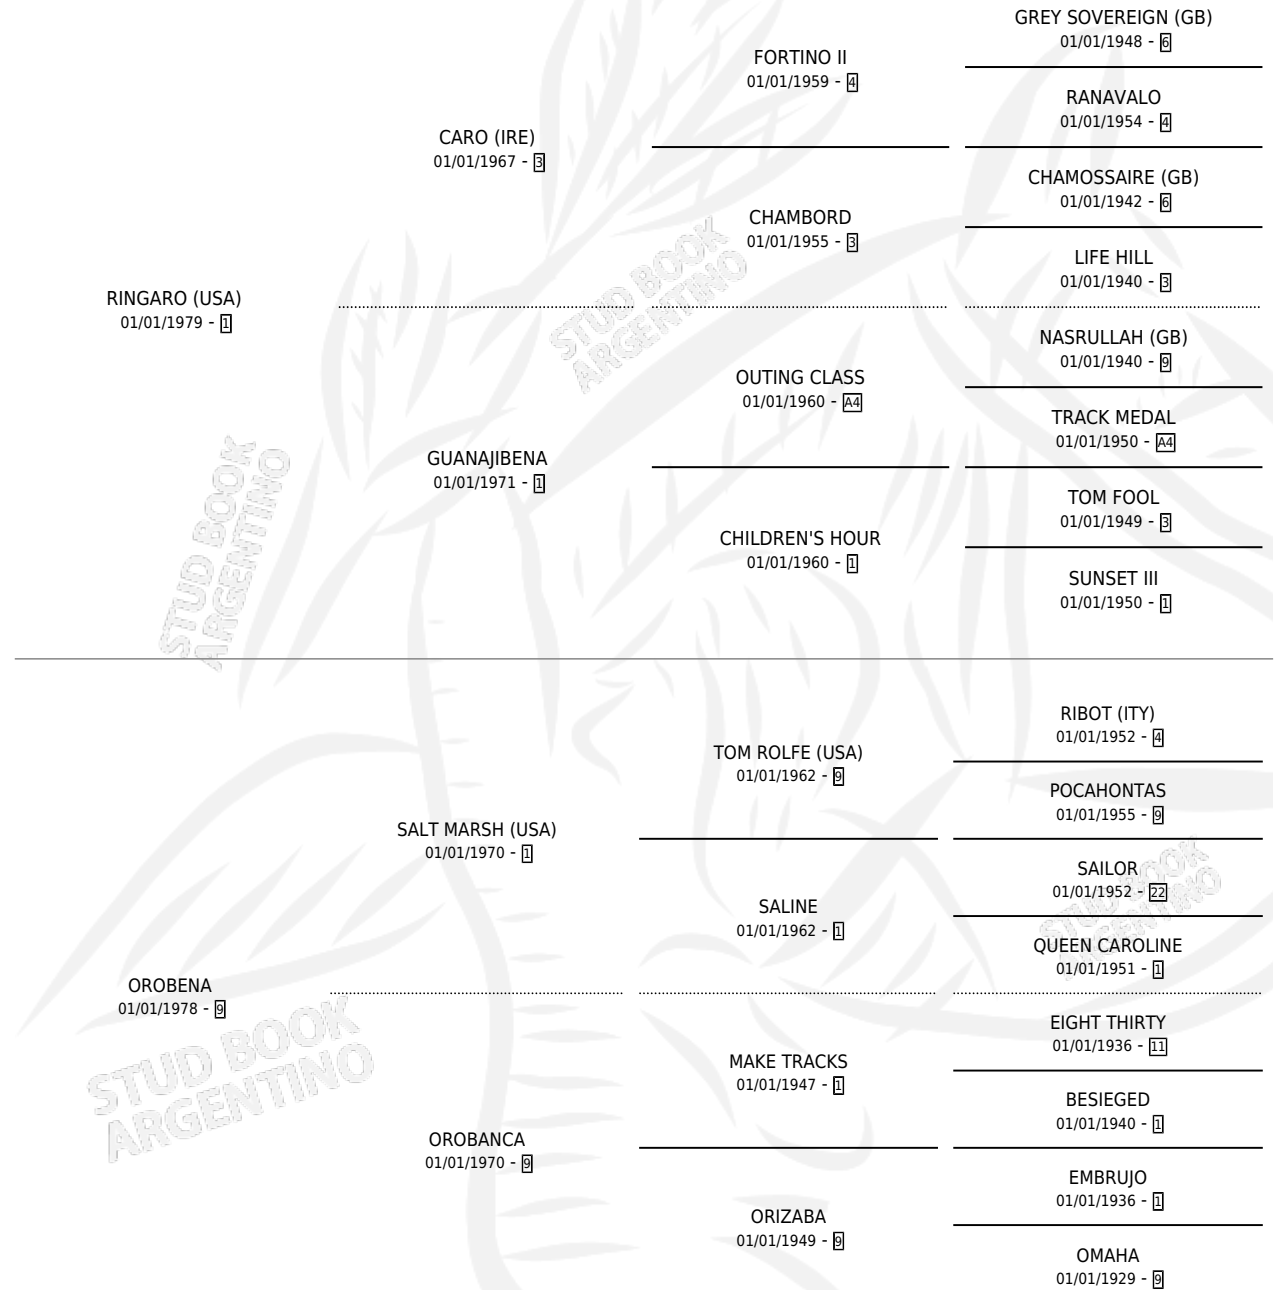 GREY SOVEREIGN (GB)
01/01/1948 - 6
FORTINO II
01/01/1959 - 4
RANAVALO
01/01/1954 - 4
CARO (IRE)
01/01/1967 - 3
CHAMOSSAIRE (GB)
01/01/1942 - 6
CHAMBORD
01/01/1955 - 3
LIFE HILL
01/01/1940 - 3
RINGARO (USA)
01/01/1979 - 1
NASRULLAH (GB)
01/01/1940 - 9
OUTING CLASS
01/01/1960 - A4
TRACK MEDAL
01/01/1950 - A4
GUANAJIBENA
01/01/1971 - 1
TOM FOOL
01/01/1949 - 3
CHILDREN'S HOUR
01/01/1960 - 1
SUNSET III
01/01/1950 - 1
STUD BOOK
ARGENTINO
STUD BOOK
ARGENTINO
RIBOT (ITY)
01/01/1952 - 4
TOM ROLFE (USA)
01/01/1962 - 9
POCAHONTAS
01/01/1955 - 9
SALT MARSH (USA)
01/01/1970 - 1
SAILOR
01/01/1952 - 22
SALINE
01/01/1962 - 1
QUEEN CAROLINE
01/01/1951 - 1
STUD BOOK
ARGENTINO
OROBENA
01/01/1978 - 9
EIGHT THIRTY
01/01/1936 - 11
MAKE TRACKS
01/01/1947 - 1
BESIEGED
01/01/1940 - 1
STUD BOOK
ARGENTINO
OROBANCA
01/01/1970 - 9
EMBRUJO
01/01/1936 - 1
ORIZABA
01/01/1949 - 9
OMAHA
01/01/1929 - 9